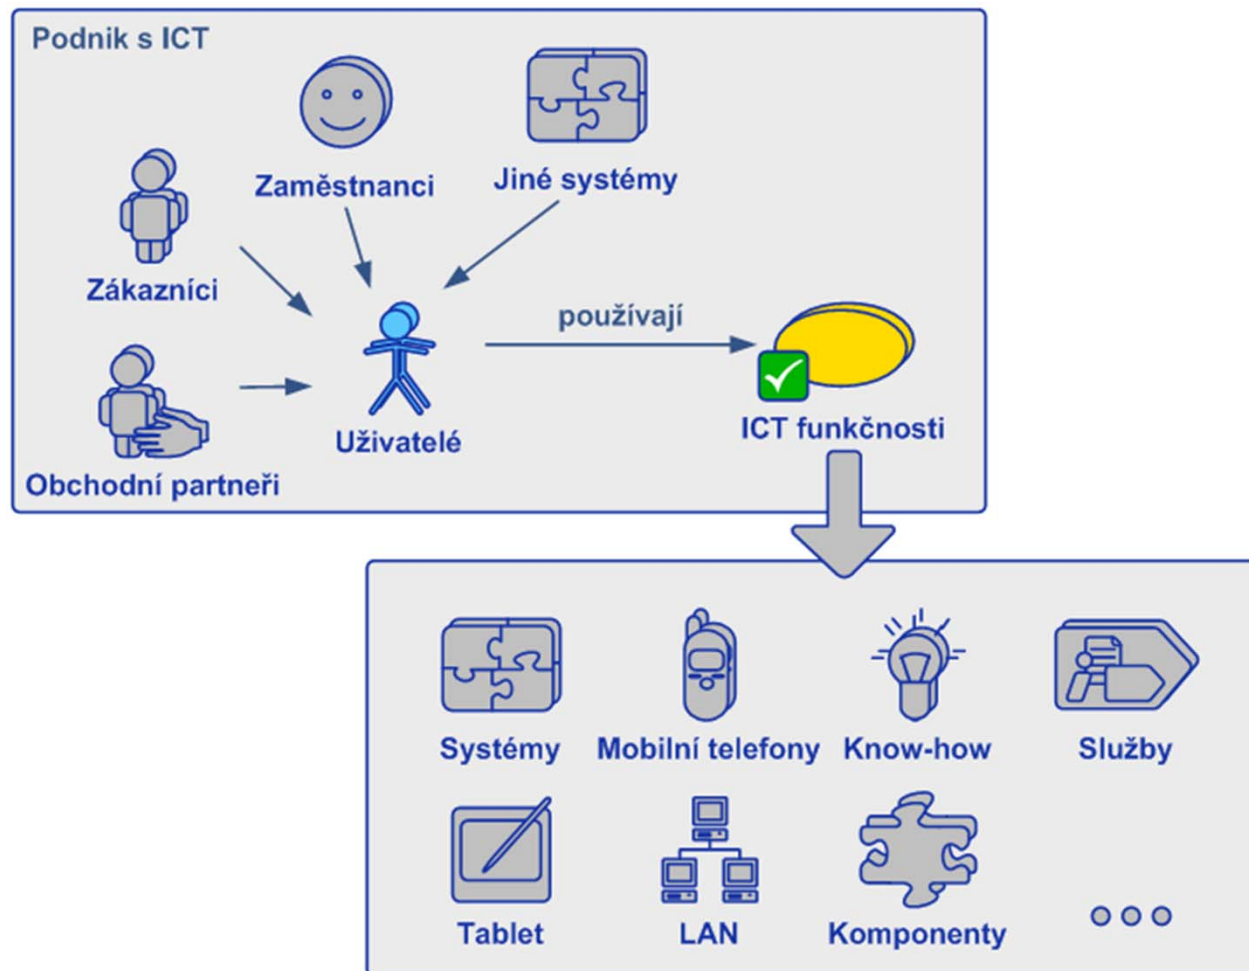 Podnik s ICT
Zaměstnanci
Jiné systémy
Zákazníci
používají
Uživatelé
ICT funkčnosti
Obchodní partneři
Systémy
Mobilní telefony
Know-how
Služby
Tablet
LAN
Komponenty